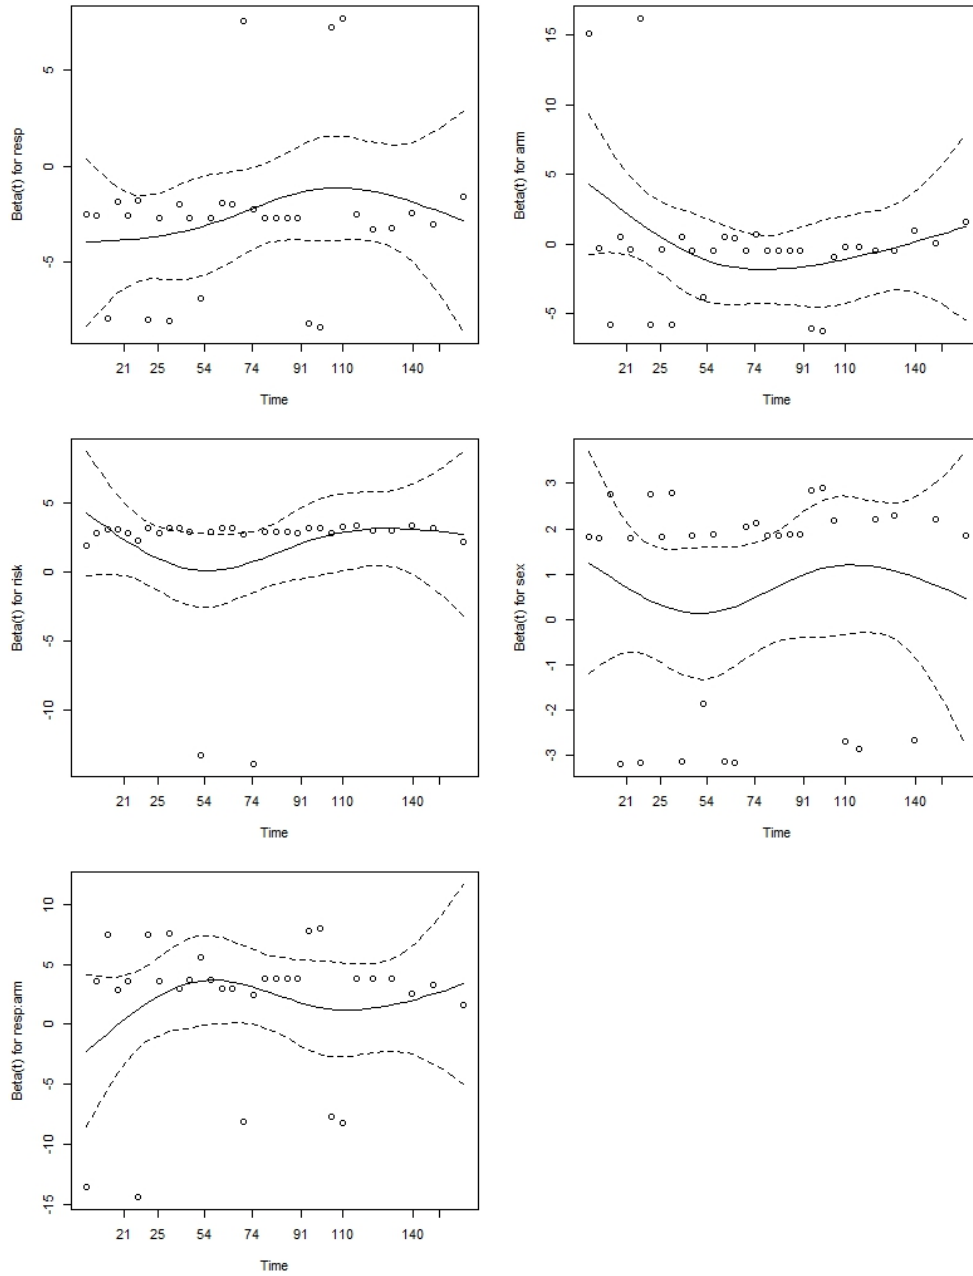 Beta(t) for resp
5
0
-5
21 25 54 74 91 110 140
Time
Beta(t) for arm
15
10
5
0
-5
21 25 54 74 91 110 140
Time
Beta(t) for risk
5
0
-5
-10
21 25 54 74 91 110 140
Time
Beta(t) for sex
3
2
1
0
-1
-2
-3
21 25 54 74 91 110 140
Time
Beta(t) for resp:arm
10
5
0
-5
-10
-15
21 25 54 74 91 110 140
Time